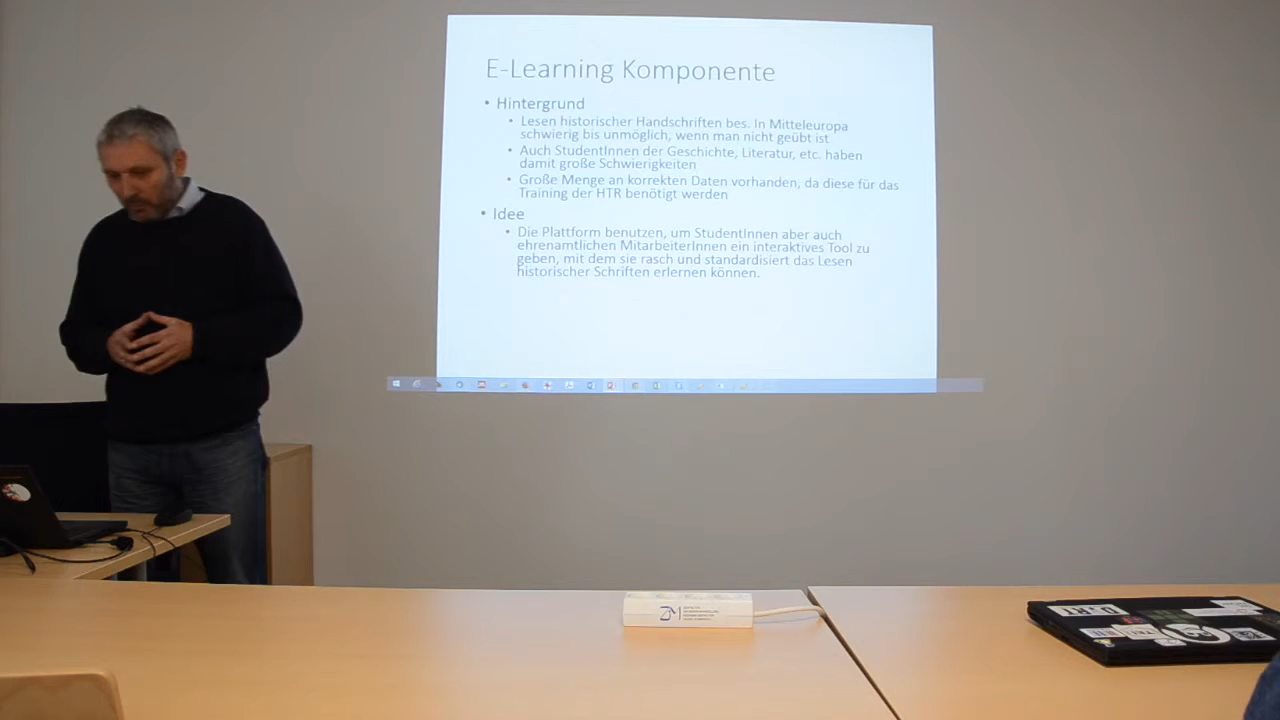 E-Learning Komponente
• Hintergrund
• Lesen historischer Handschriften bes. In Mitteleuropa
schwierig bis unmöglich, wenn man nicht geübt ist
• Auch StudentInnen der Geschichte, Literatur, etc. haben
damit große Schwierigkeiten
• Große Menge an korrekten Daten vorhanden, da diese für das
Training der HTR benötigt werden
• Idee
• Die Plattform benutzen, um StudentInnen aber auch
ehrenamtlichen MitarbeiterInnen ein interaktives Tool zu
geben, mit dem sie rasch und standardisiert das Lesen
historischer Schriften erlernen können.